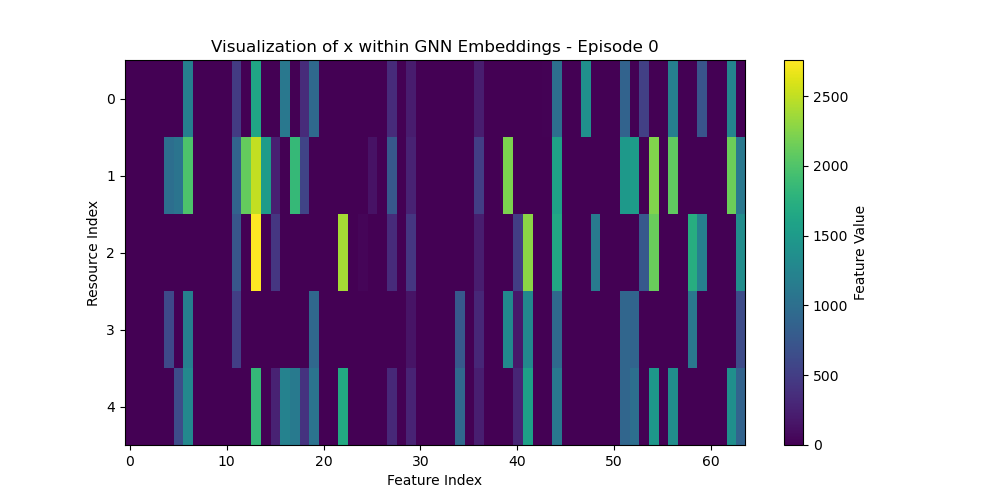 Visualization of x within GNN Embeddings - Episode 0
Resource Index
0
1
2
3
4
0 10 20 30 40 50 60
Feature Index
2500
2000
1500
1000
500
0
Feature Value